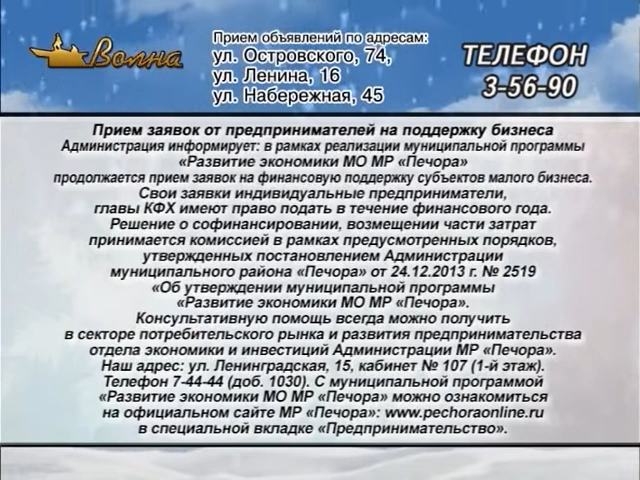 Волна
Прием объявлений по адресам:
ул. Островского, 74,
ул. Ленина, 16
ул. Набережная, 45
ТЕЛЕФОН
3-56-90
Прием заявок от предпринимателей на поддержку бизнеса
Администрация информирует: в рамках реализации муниципальной программы
«Развитие экономики МО МР «Печора»
продолжается прием заявок на финансовую поддержку субъектов малого бизнеса.
Свои заявки индивидуальные предприниматели,
главы КФХ имеют право подать в течение финансового года.
Решение о софинансировании, возмещении части затрат
принимается комиссией в рамках предусмотренных порядков,
утвержденных постановлением Администрации
муниципального района «Печора» от 24.12.2013 г. № 2519
«Об утверждении муниципальной программы
«Развитие экономики МО МР «Печора».
Консультативную помощь всегда можно получить
в секторе потребительского рынка и развития предпринимательства
отдела экономики и инвестиций Администрации МР «Печора».
Наш адрес: ул. Ленинградская, 15, кабинет № 107 (1-й этаж).
Телефон 7-44-44 (доб. 1030). С муниципальной программой
«Развитие экономики МО МР «Печора» можно ознакомиться
на официальном сайте МР «Печора»: www.pechoraonline.ru
в специальной вкладке «Предпринимательство».